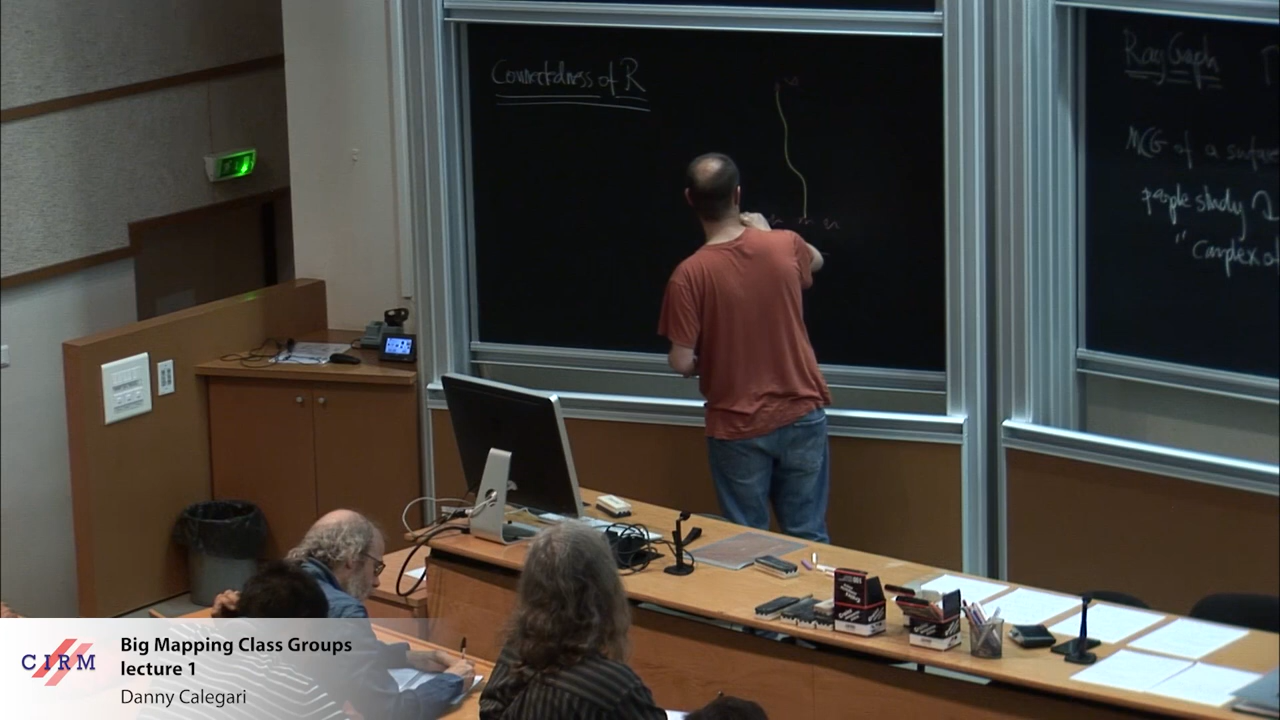 Connectedness of R
Ray Graph
MCG of a surface
people study
"Complex of
CIRM
Big Mapping Class Groups
lecture 1
Danny Calegari